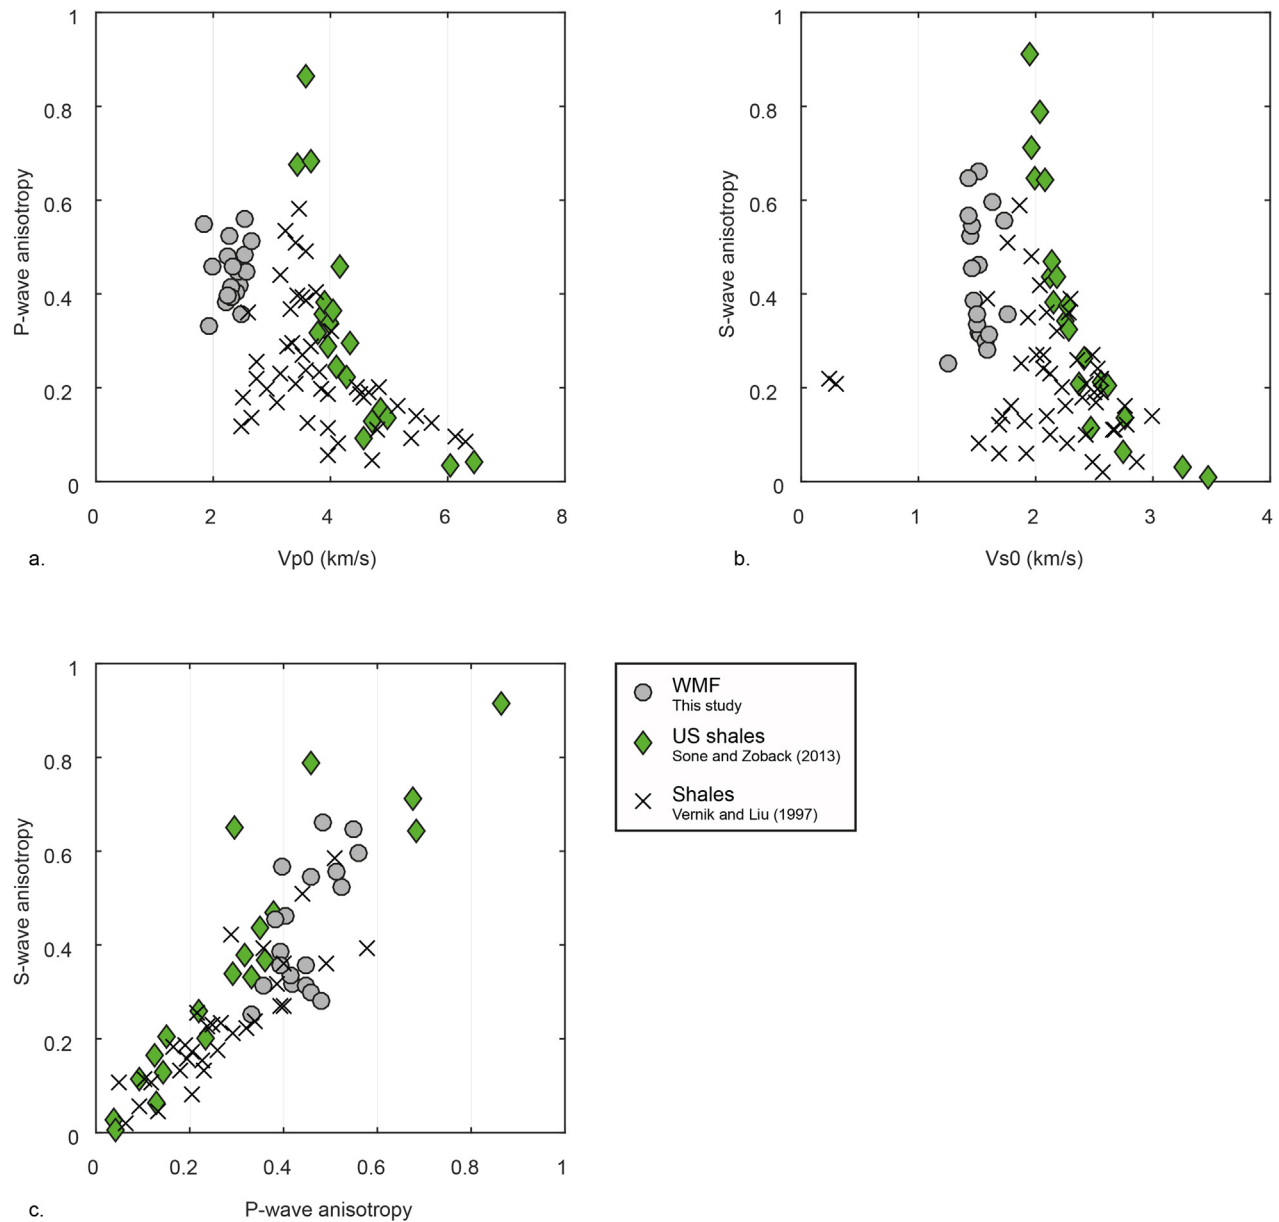 1
0.8
0.6
0.4
0.2
0
P-wave anisotropy
0 2 4 6 8
a. Vp0 (km/s)
1
0.8
0.6
0.4
0.2
0
S-wave anisotropy
0 1 2 3 4
b. Vs0 (km/s)
1
0.8
0.6
0.4
0.2
0
S-wave anisotropy
0 0.2 0.4 0.6 0.8 1
c. P-wave anisotropy
WMF
This study
US shales
Sone and Zoback (2013)
Shales
Vernik and Liu (1997)